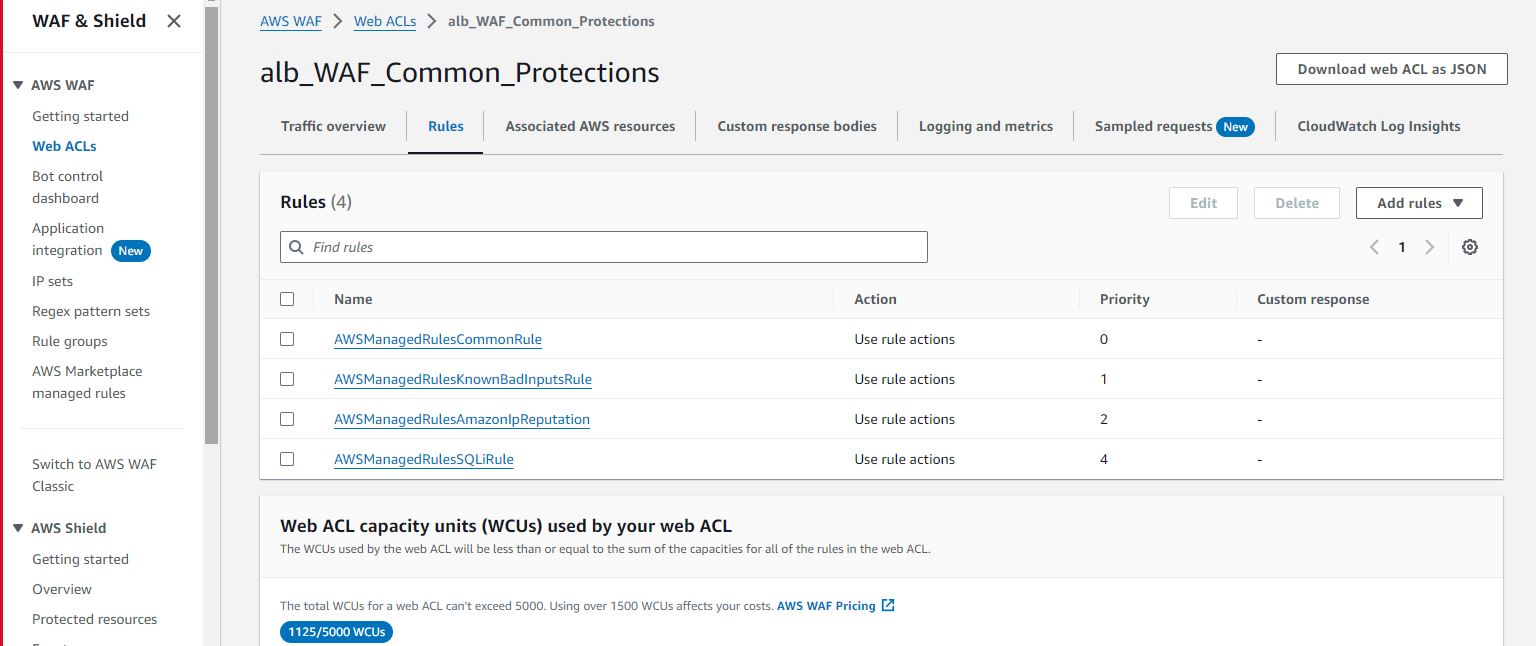 WAF & Shield
AWS WAF
Getting started
Web ACLs
Bot control
dashboard
Application
integration New
IP sets
Regex pattern sets
Rule groups
AWS Marketplace
managed rules
Switch to AWS WAF
Classic
AWS Shield
Getting started
Overview
Protected resources
AWS WAF Web ACLs alb_WAF_Common_Protections
alb_WAF_Common_Protections
Download web ACL as JSON
Traffic overview Rules Associated AWS resources Custom response bodies Logging and metrics Sampled requests New CloudWatch Log Insights
Rules (4)
Edit Delete Add rules
Find rules
1
Name Action Priority Custom response
AWSManagedRulesCommonRule Use rule actions 0 -
AWSManagedRulesKnownBadInputsRule Use rule actions 1 -
AWSManagedRulesAmazonIpReputation Use rule actions 2 -
AWSManagedRulesSQLiRule Use rule actions 4 -
Web ACL capacity units (WCUs) used by your web ACL
The WCUs used by the web ACL will be less than or equal to the sum of the capacities for all of the rules in the web ACL.
The total WCUs for a web ACL can't exceed 5000. Using over 1500 WCUs affects your costs. AWS WAF Pricing
1125/5000 WCUs